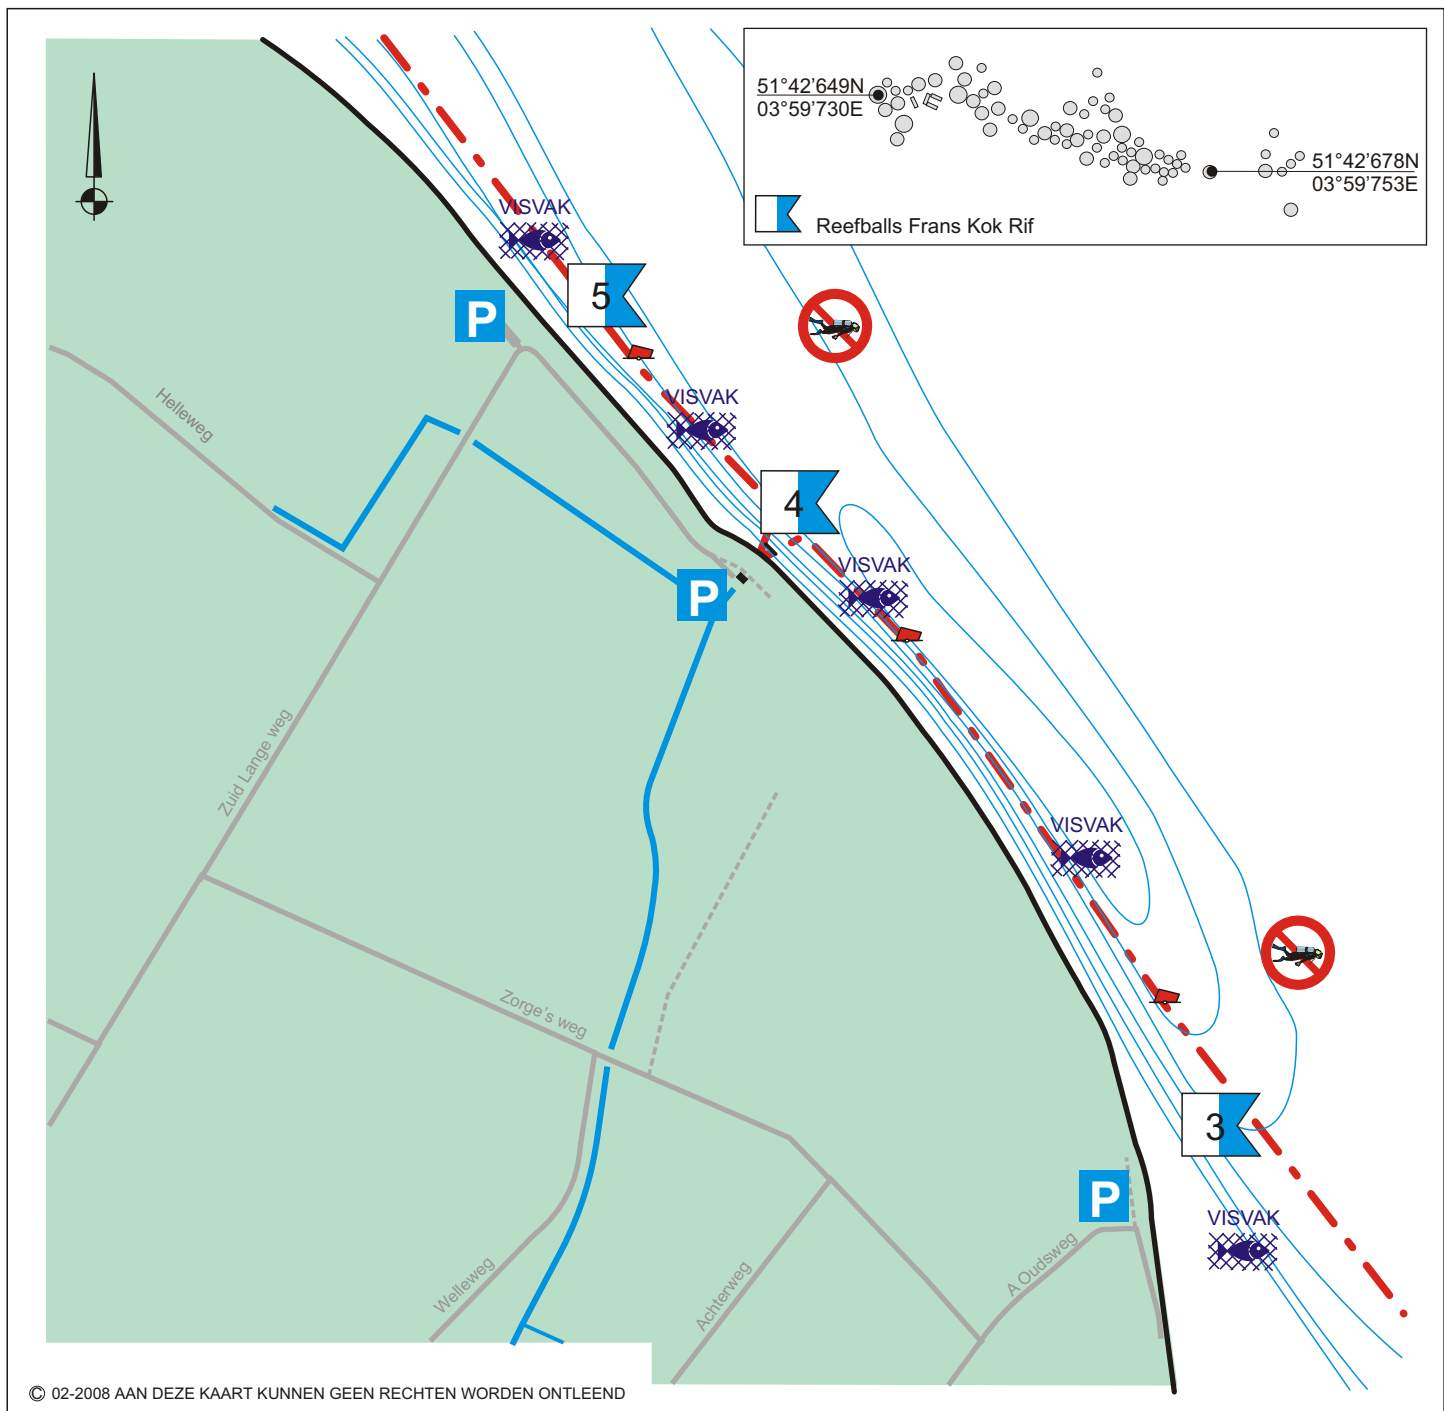 51°42’649N
03°59’730E
51°42’678N
03°59’753E
Reefballs Frans Kok Rif
VISVAK
5
P
VISVAK
Helleweg
4
VISVAK
P
Zuid Lange weg
VISVAK
Zorge's weg
3
P
VISVAK
A Oudsweg
Welleweg
Achterweg
© 02-2008 AAN DEZE KAART KUNNEN GEEN RECHTEN WORDEN ONTLEEND